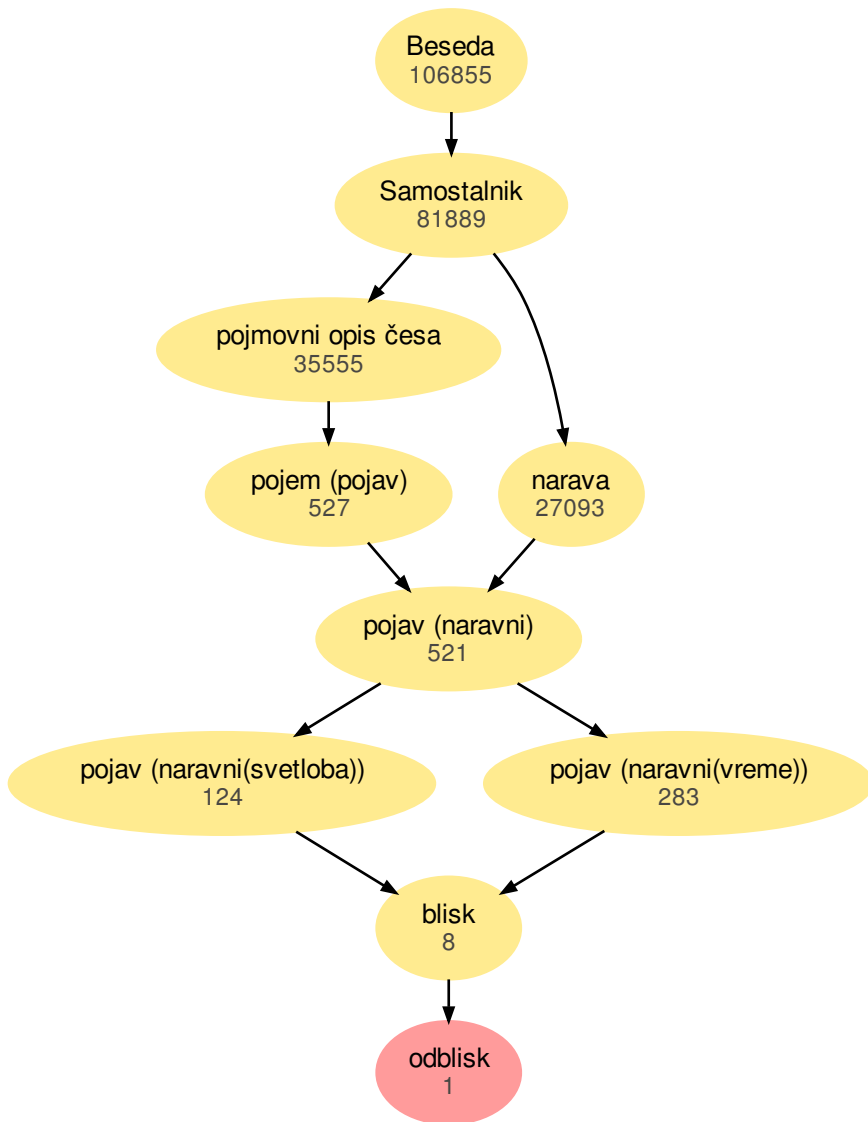 Beseda
106855
Samostalnik
81889
pojmovni opis česa
35555
pojem (pojav)
527
narava
27093
pojav (naravni)
521
pojav (naravni(svetloba))
124
pojav (naravni(vreme))
283
blisk
8
odblisk
1